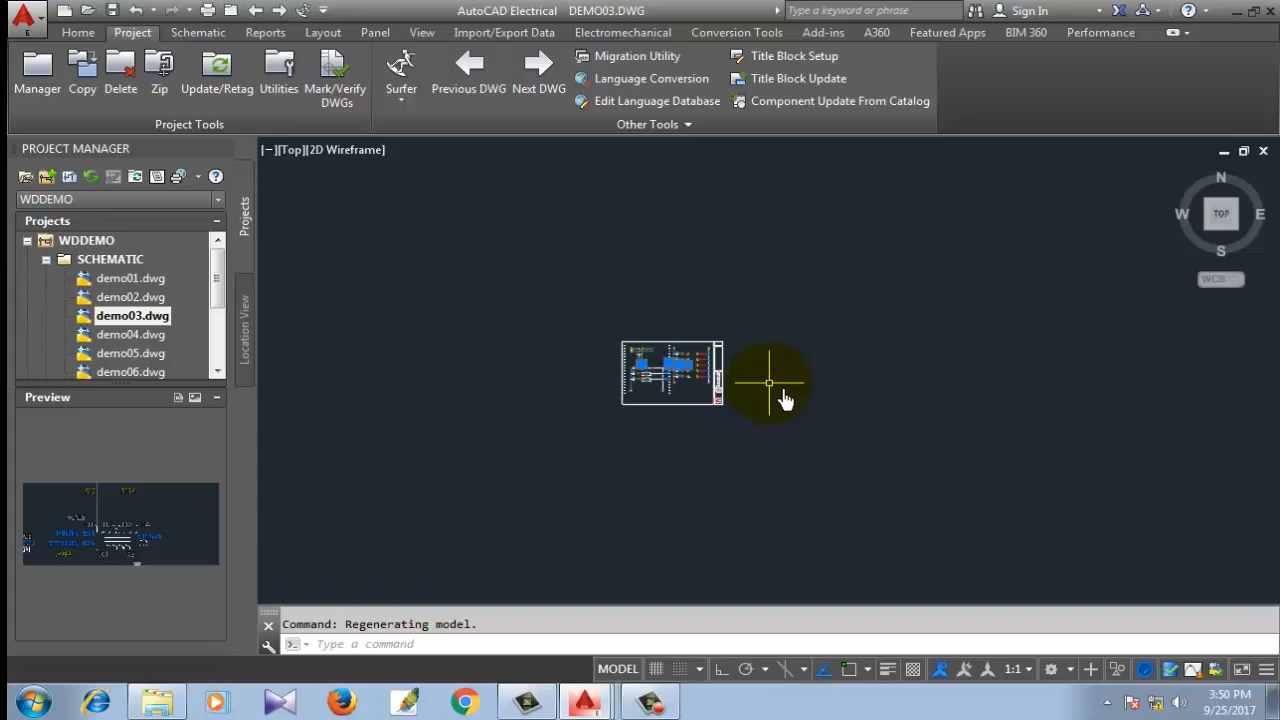 AutoCAD Electrical DEMO03.DWG
Type a keyword or phrase
Sign In
Home Project Schematic Reports Layout Panel View Import/Export Data Electromechanical Conversion Tools Add-ins A360 Featured Apps BIM 360 Performance
Manager Copy Delete Zip Update/Retag Utilities Mark/Verify DWGs
Project Tools
Surfer Previous DWG Next DWG
Migration Utility
Language Conversion
Edit Language Database
Title Block Setup
Title Block Update
Component Update From Catalog
Other Tools
PROJECT MANAGER
WDDEMO
Projects
WDDEMO
SCHEMATIC
demo01.dwg
demo02.dwg
demo03.dwg
demo04.dwg
demo05.dwg
demo06.dwg
Preview
Projects
Location View
[−][Top][2D Wireframe]
N
W TOP E
S
WCS
Command: Regenerating model.
Type a command
MODEL
1:1
3:50 PM
9/25/2017